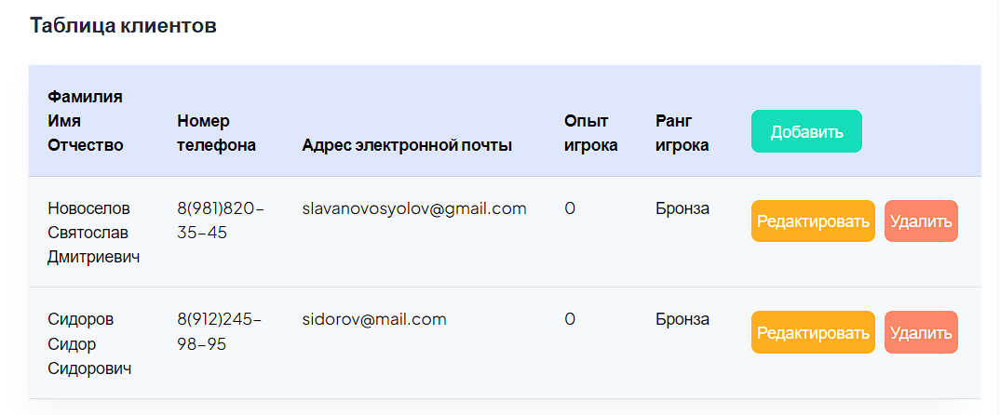 Таблица клиентов
Фамилия
Имя
Отчество
Номер
телефона
Адрес электронной почты
Опыт
игрока
Ранг
игрока
Добавить
Новоселов
Святослав
Дмитриевич
8(981)820-
35-45
slavanovosyolov@gmail.com
0
Бронза
Редактировать
Удалить
Сидоров
Сидор
Сидорович
8(912)245-
98-95
sidorov@mail.com
0
Бронза
Редактировать
Удалить